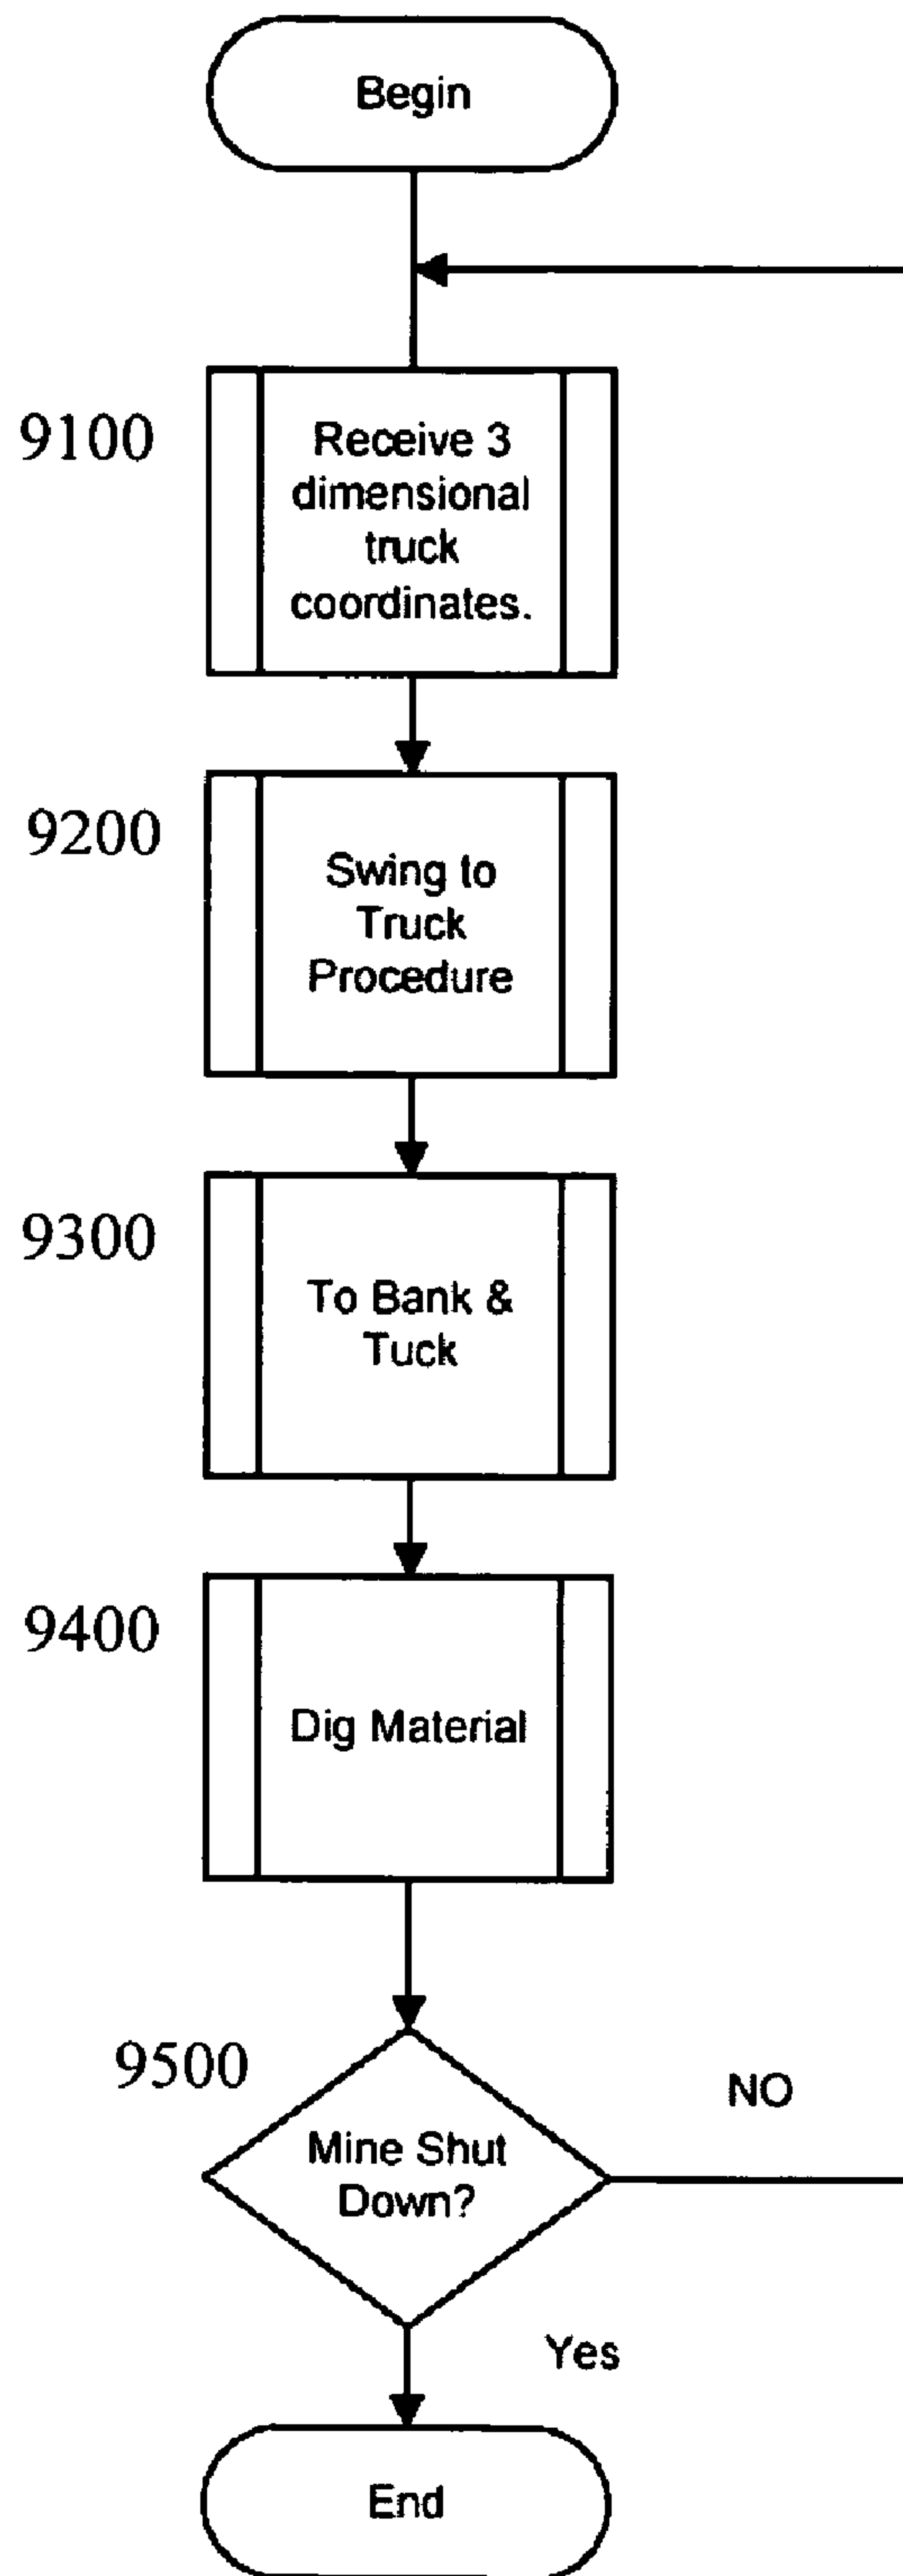 Begin
9100
Receive 3
dimensional
truck
coordinates.
9200
Swing to
Truck
Procedure
9300
To Bank &
Tuck
9400
Dig Material
9500
Mine Shut
Down?
NO
Yes
End